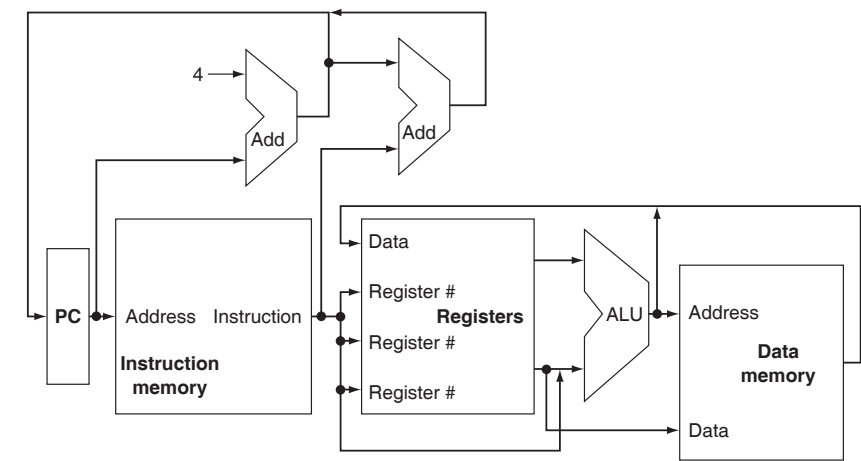 4
Add
Add
Data
Register #
PC
Address
Instruction
Registers
ALU
Address
Register #
Instruction
memory
Data
memory
Register #
Data